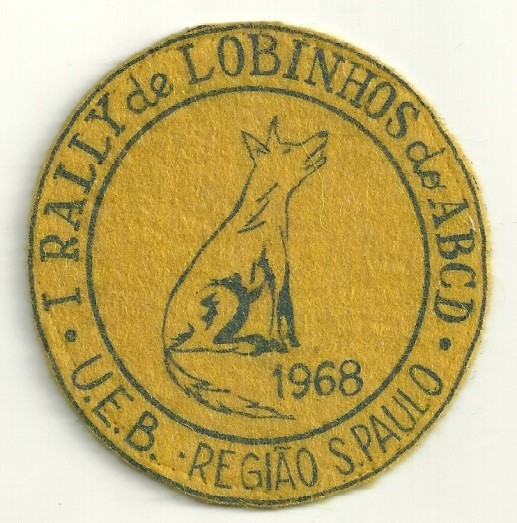 I RALLY de LOBINHOS do ABCD
1968
U.E.B. - REGIÃO S. PAULO